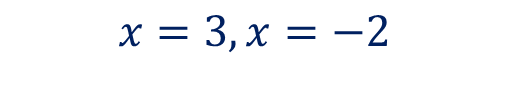 x = 3, x = −2